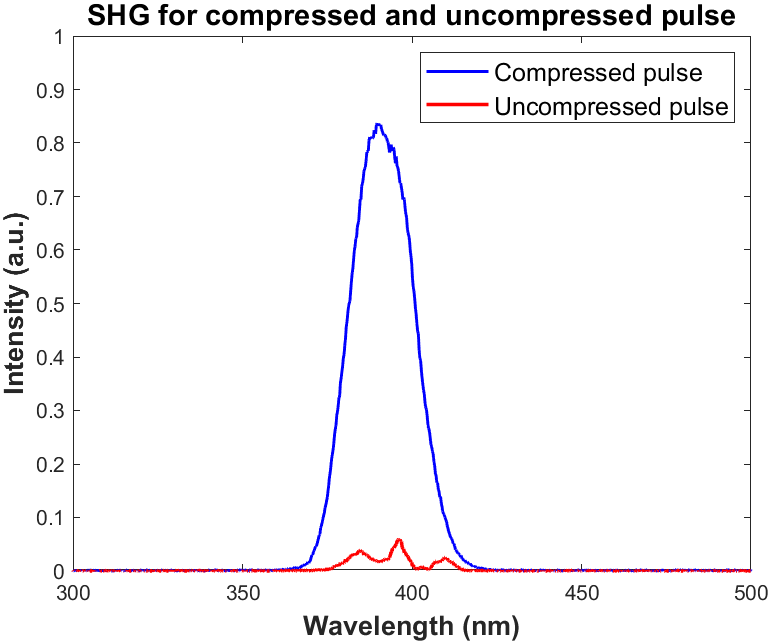 SHG for compressed and uncompressed pulse
Compressed pulse
Uncompressed pulse
1
0.9
0.8
0.7
0.6
0.5
0.4
0.3
0.2
0.1
0
Intensity (a.u.)
300 350 400 450 500
Wavelength (nm)